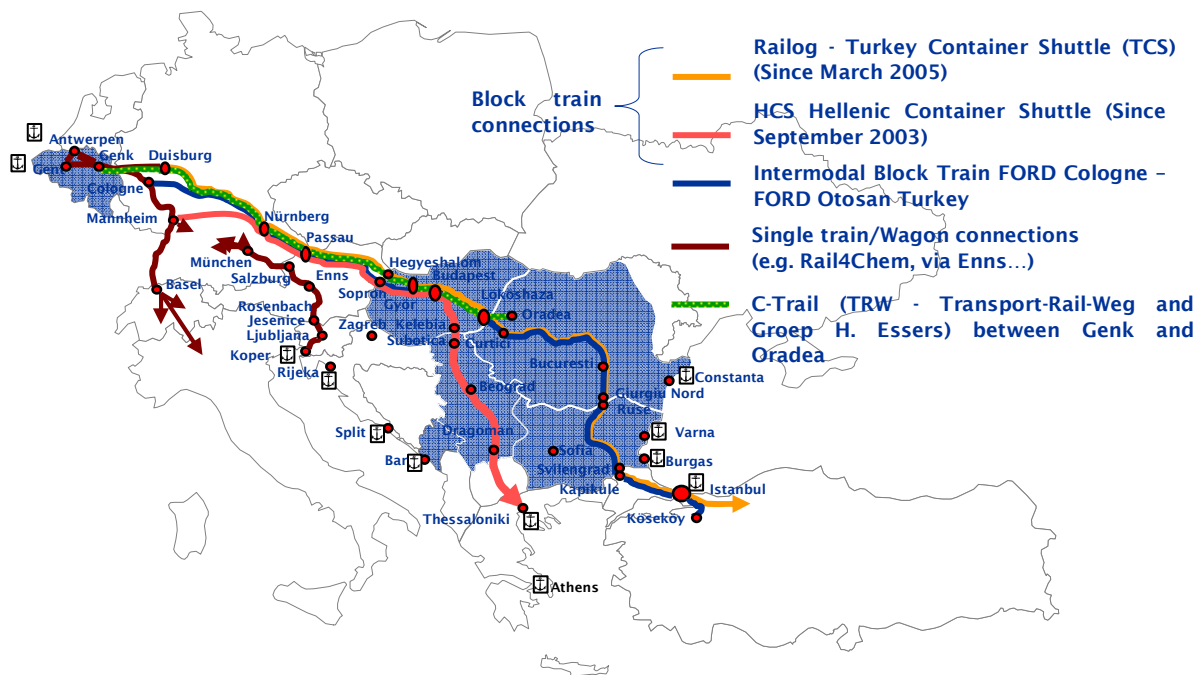 Railog - Turkey Container Shuttle (TCS)
(Since March 2005)
Block train
connections
HCS Hellenic Container Shuttle (Since
September 2003)
Intermodal Block Train FORD Cologne –
FORD Otosan Turkey
Single train/Wagon connections
(e.g. Rail4Chem, via Enns...)
C-Trail (TRW - Transport-Rail-Weg and
Groep H. Essers) between Genk and
Oradea
Antwerpen
Genk
Duisburg
Gent
Cologne
Mannheim
Nürnberg
Passau
München
Hegyeshalom
Salzburg
Enns
Budapest
Basel
Sopron
Györ
Lököshaza
Rosenbach
Oradea
Jesenice
Zagreb
Kelebia
Ljubljana
Subotica
Curtici
Koper
Rijeka
Bucuresti
Constanta
Beograd
Giurgiu Nord
Ruse
Split
Dragoman
Varna
Bar
Sofia
Burgas
Svilengrad
Kapikule
Istanbul
Thessaloniki
Köseköy
Athens